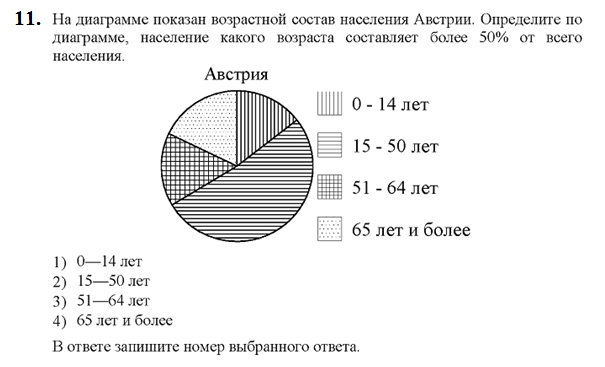 11. На диаграмме показан возрастной состав населения Австрии. Определите по
диаграмме, население какого возраста составляет более 50% от всего
населения.
Австрия
0 - 14 лет
15 - 50 лет
51 - 64 лет
65 лет и более
1) 0—14 лет
2) 15—50 лет
3) 51—64 лет
4) 65 лет и более
В ответе запишите номер выбранного ответа.